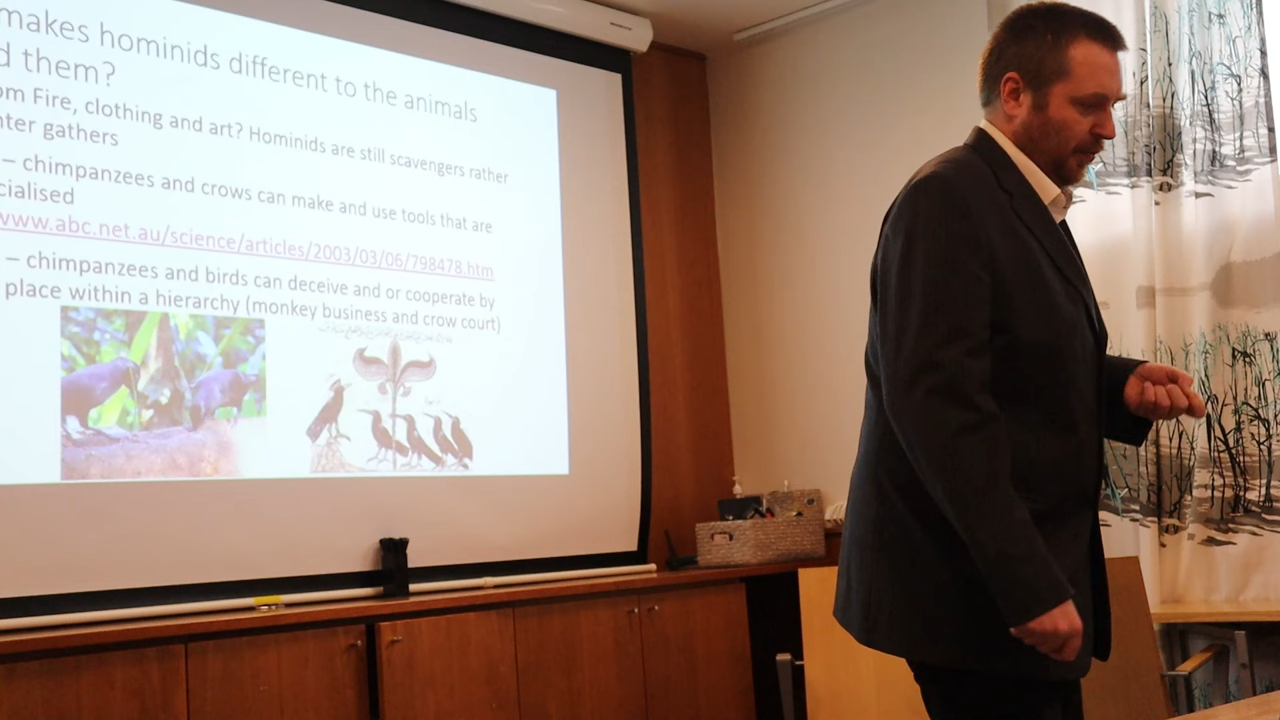 makes hominids different to the animals
d them?
om Fire, clothing and art? Hominids are still scavengers rather
nter gathers
– chimpanzees and crows can make and use tools that are
cialised
www.abc.net.au/science/articles/2003/03/06/798478.htm
– chimpanzees and birds can deceive and or cooperate by
place within a hierarchy (monkey business and crow court)